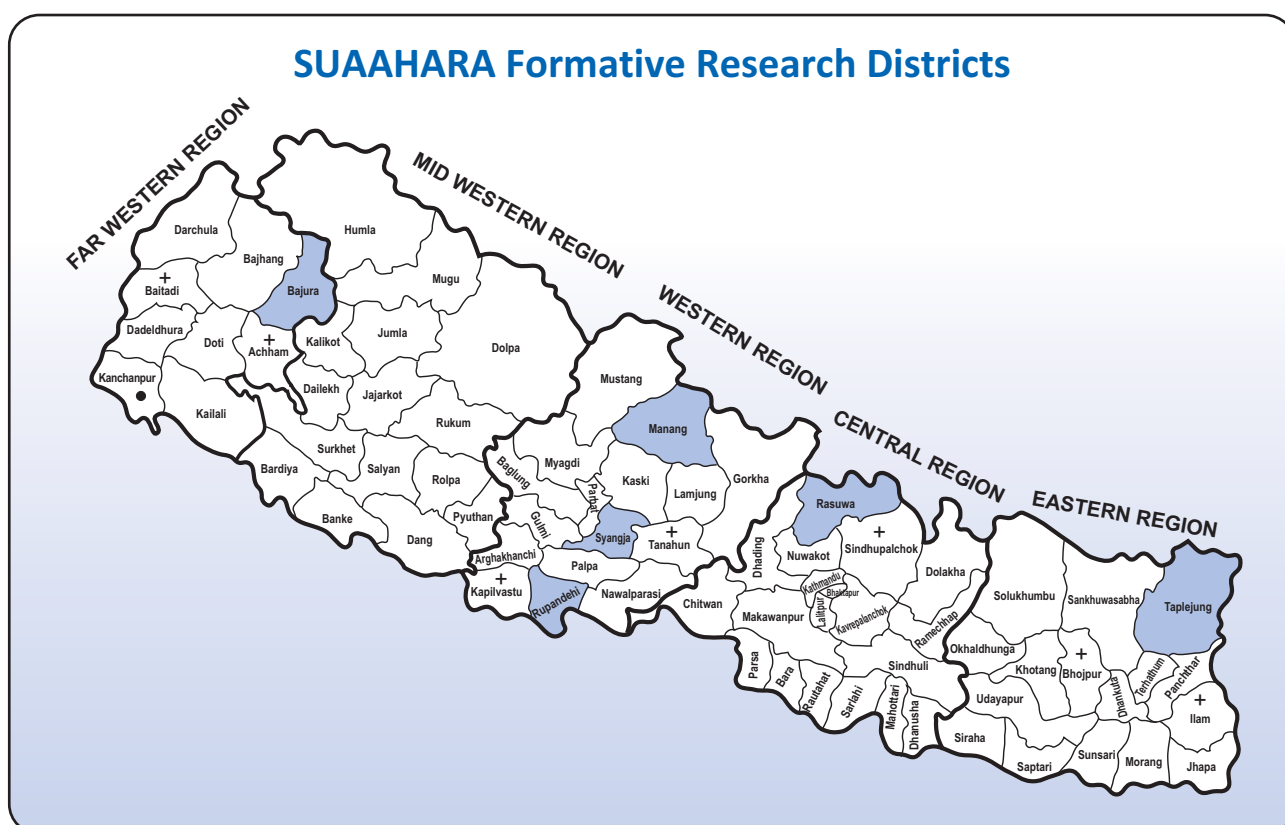 SUAAHARA Formative Research Districts
FAR WESTERN REGION
MID WESTERN REGION
WESTERN REGION
CENTRAL REGION
EASTERN REGION
Darchula
Bajhang
Humla
Baitadi
Bajura
Mugu
Dadeldhura
Doti
Achham
Kalikot
Jumla
Dolpa
Kanchanpur
Kailali
Dailekh
Jajarkot
Rukum
Bardiya
Surkhet
Salyan
Rolpa
Banke
Dang
Pyuthan
Mustang
Manang
Baglung
Myagdi
Parbat
Kaski
Lamjung
Gorkha
Gulmi
Syangja
Tanahun
Arghakhanchi
Palpa
Kapilvastu
Rupandehi
Nawalparasi
Rasuwa
Dhading
Nuwakot
Sindhupalchok
Dolakha
Kathmandu
Bhaktapur
Lalitpur
Kavrepalanchok
Ramechhap
Chitwan
Makawanpur
Sindhuli
Parsa
Bara
Rautahat
Sarlahi
Mahottari
Dhanusha
Solukhumbu
Sankhuwasabha
Taplejung
Okhaldhunga
Khotang
Bhojpur
Dhankuta
Terhathum
Panchthar
Ilam
Udayapur
Siraha
Saptari
Sunsari
Morang
Jhapa